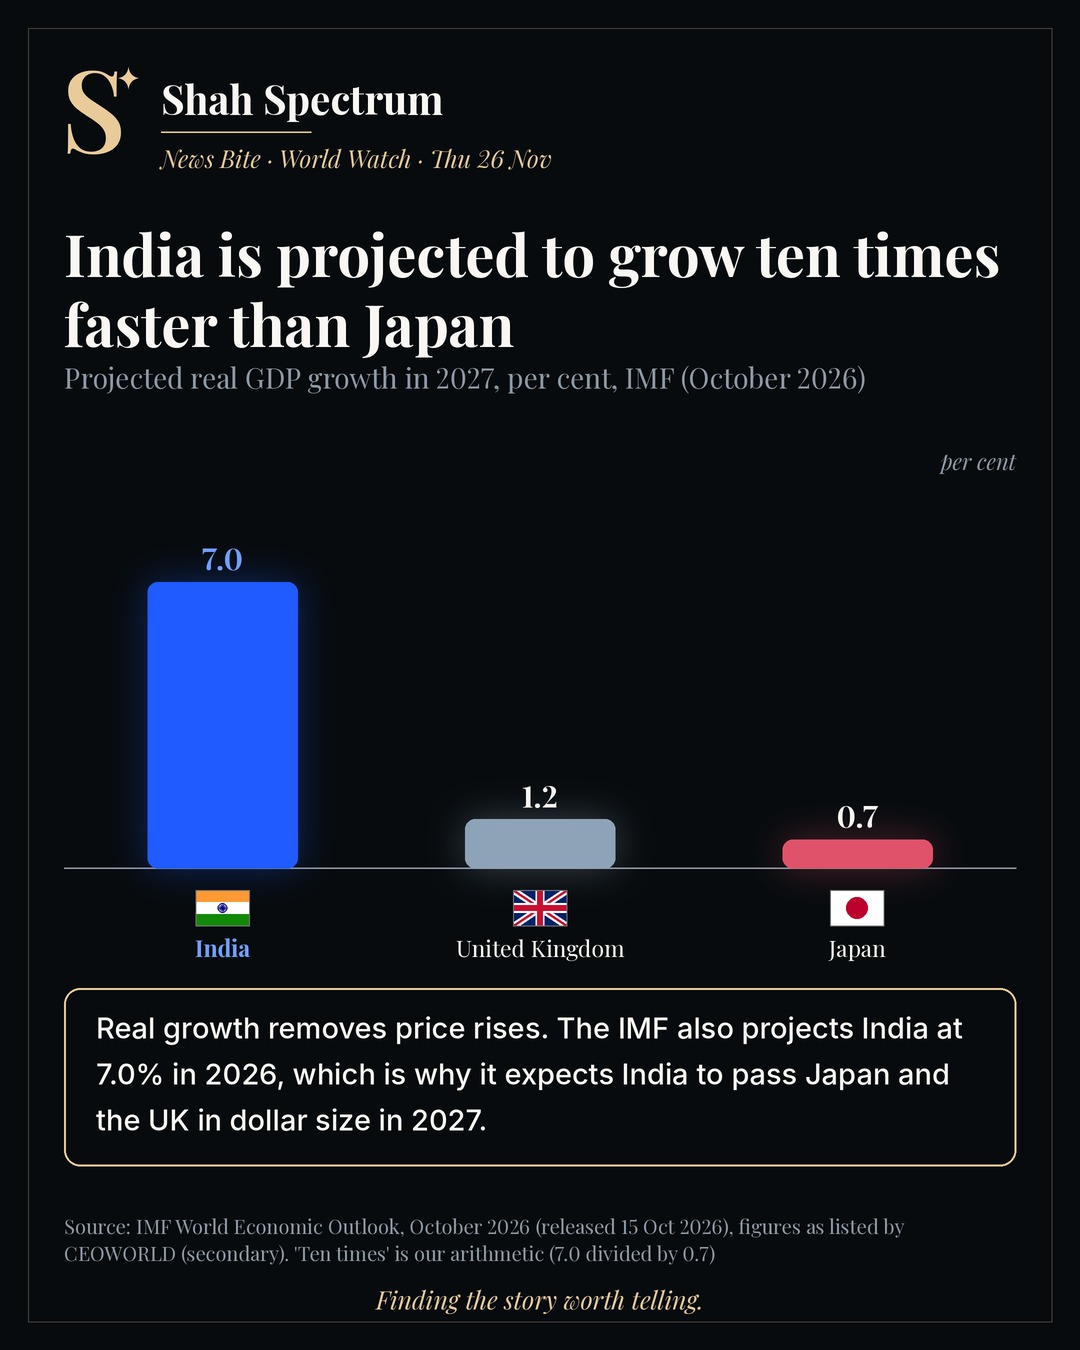 S
Shah Spectrum
News Bite · World Watch · Thu 26 Nov
India is projected to grow ten times
faster than Japan
Projected real GDP growth in 2027, per cent, IMF (October 2026)
per cent
7.0
1.2
0.7
India
United Kingdom
Japan
Real growth removes price rises. The IMF also projects India at
7.0% in 2026, which is why it expects India to pass Japan and
the UK in dollar size in 2027.
Source: IMF World Economic Outlook, October 2026 (released 15 Oct 2026), figures as listed by
CEOWORLD (secondary). 'Ten times' is our arithmetic (7.0 divided by 0.7)
Finding the story worth telling.